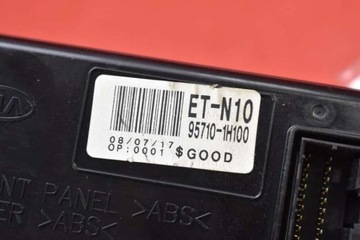 ET-N10
95710-1H100
08/07/17
OP:0001 $GOOD
NT PANEL >ABS<
ER >ABS<